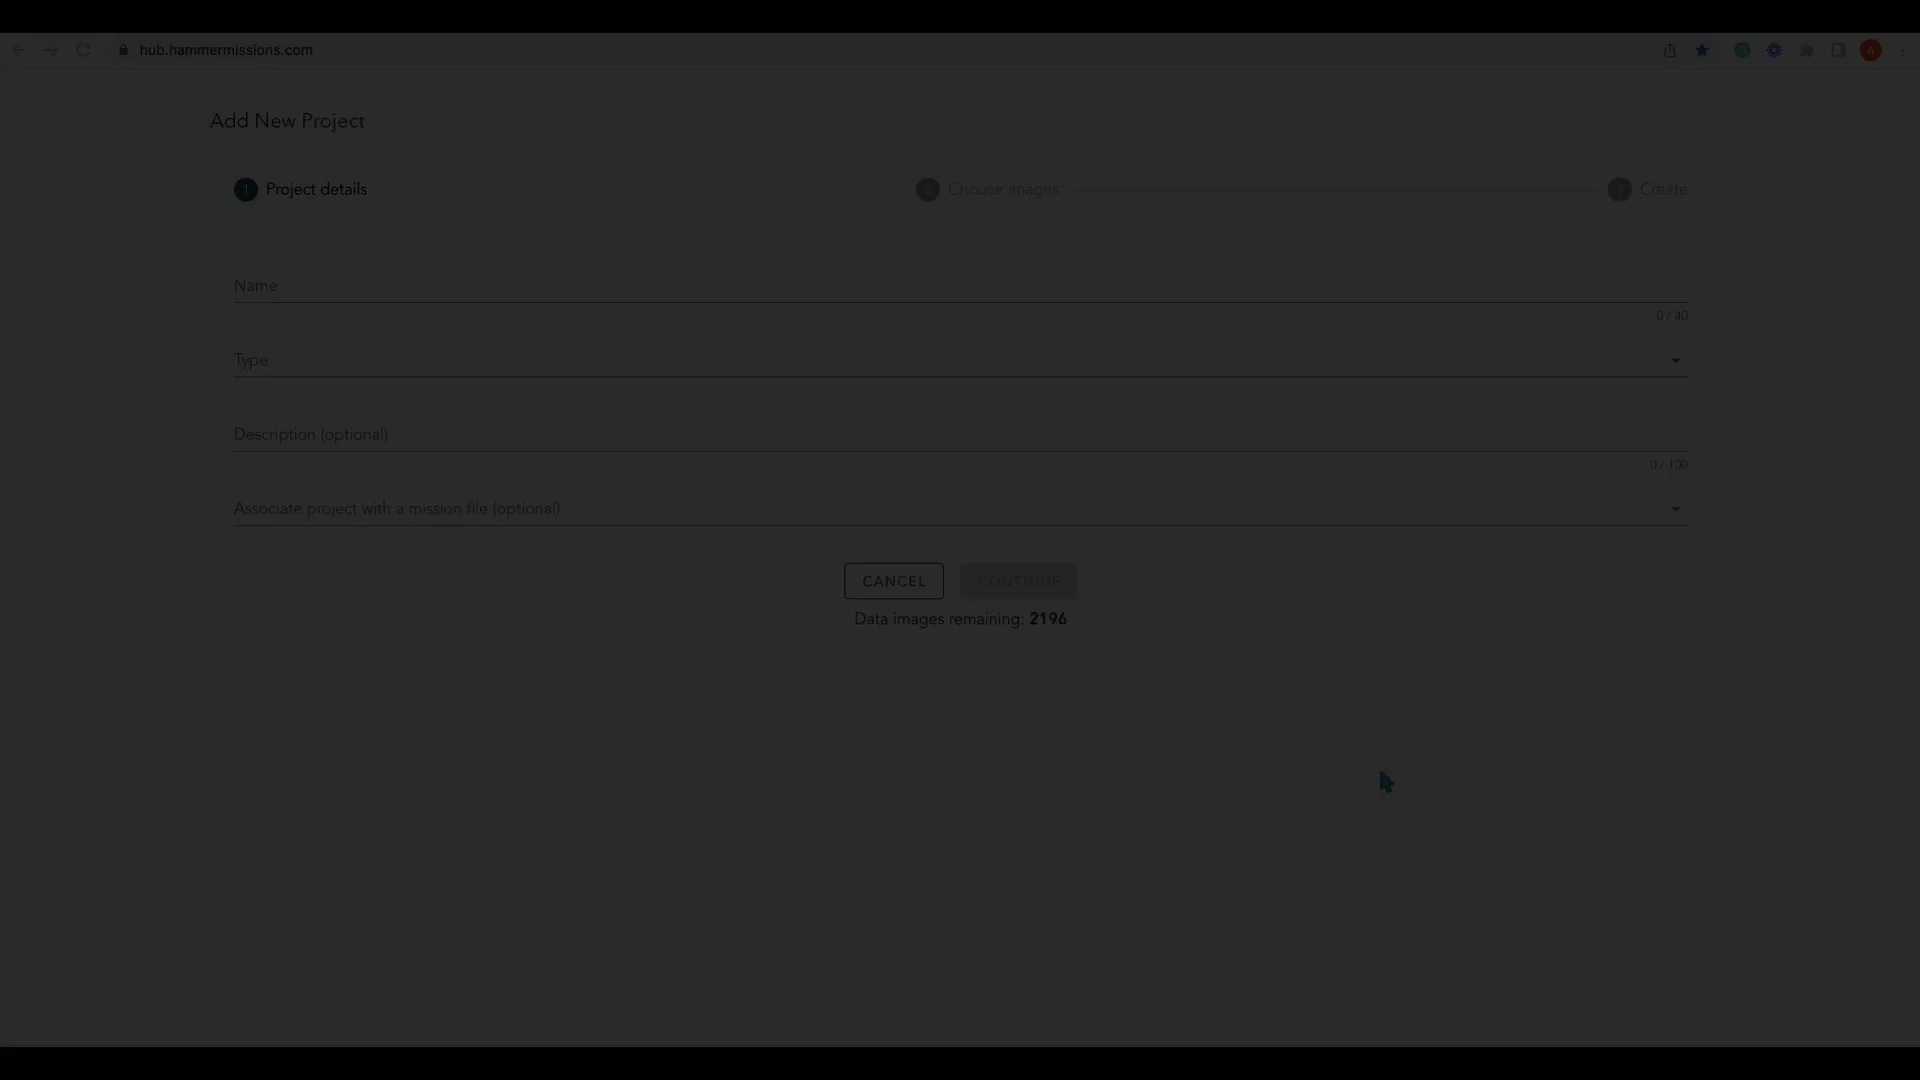 hub.hammermissions.com
A
Add New Project
1 Project details
2 Choose images
3 Create
Name
0 / 40
Type
Description (optional)
0 / 100
Associate project with a mission file (optional)
CANCEL
CONTINUE
Data images remaining: 2196